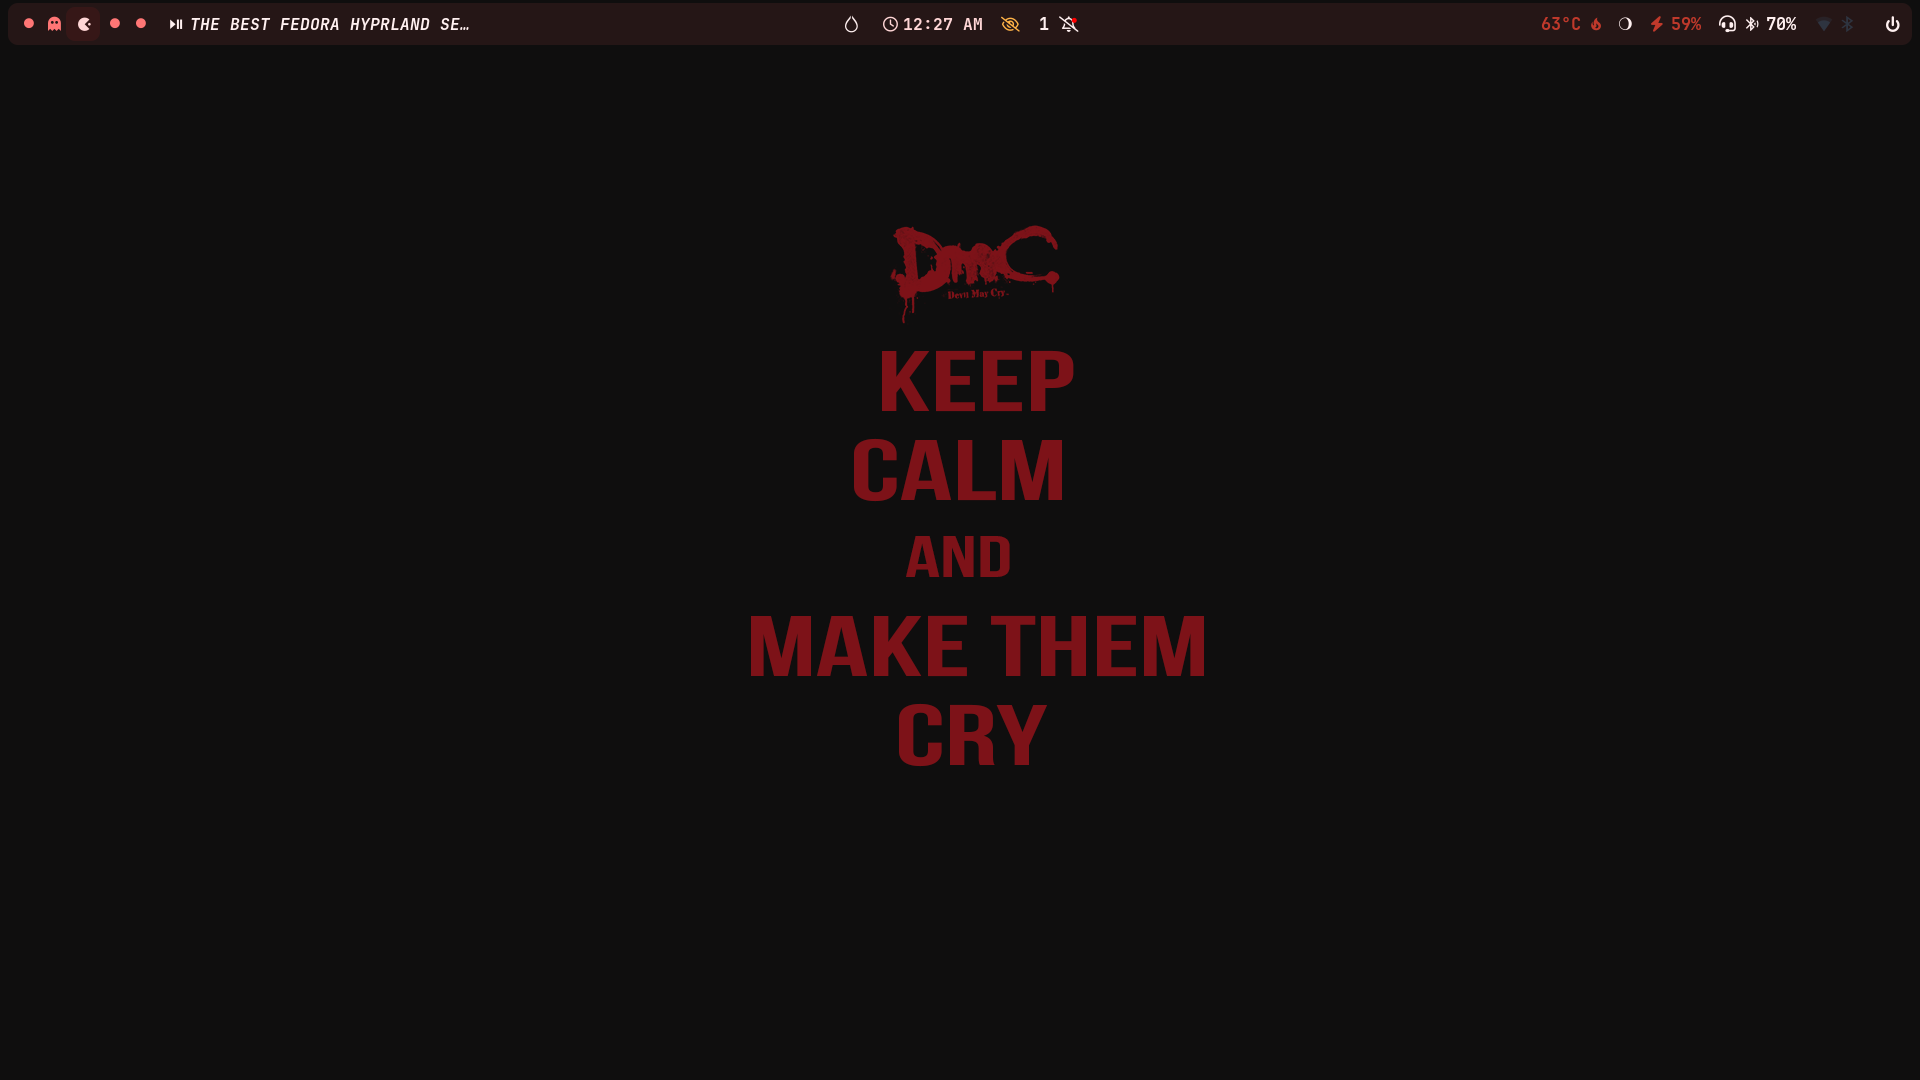 THE BEST FEDORA HYPRLAND SE…
12:27 AM
1
63°C
59%
70%
DmC
Devil May Cry
KEEP
CALM
AND
MAKE THEM
CRY